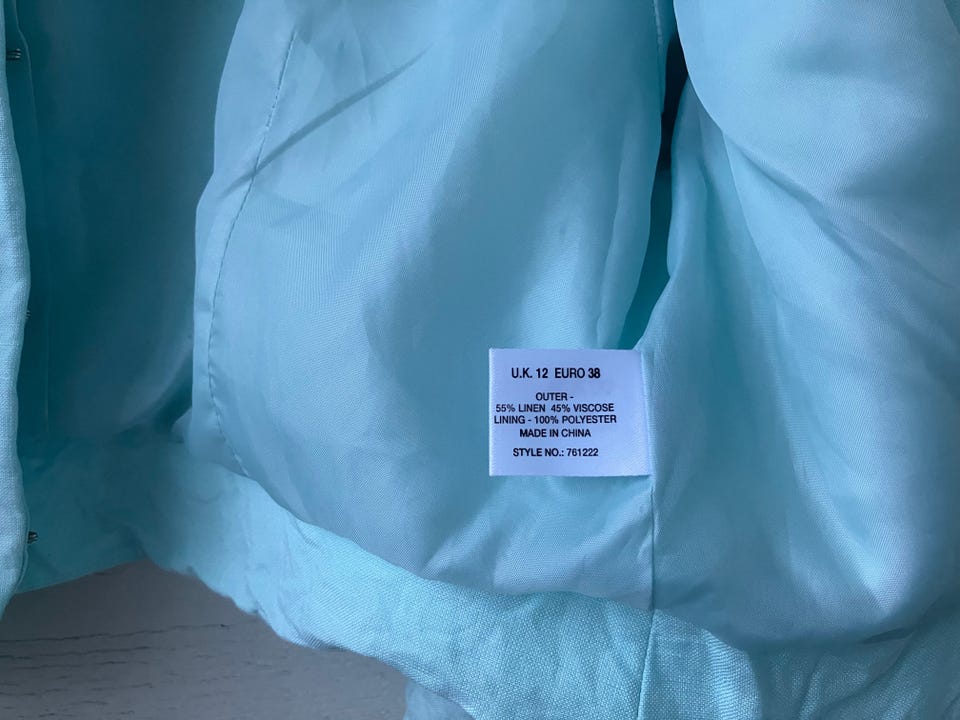 U.K. 12 EURO 38
OUTER -
55% LINEN 45% VISCOSE
LINING - 100% POLYESTER
MADE IN CHINA
STYLE NO.: 761222